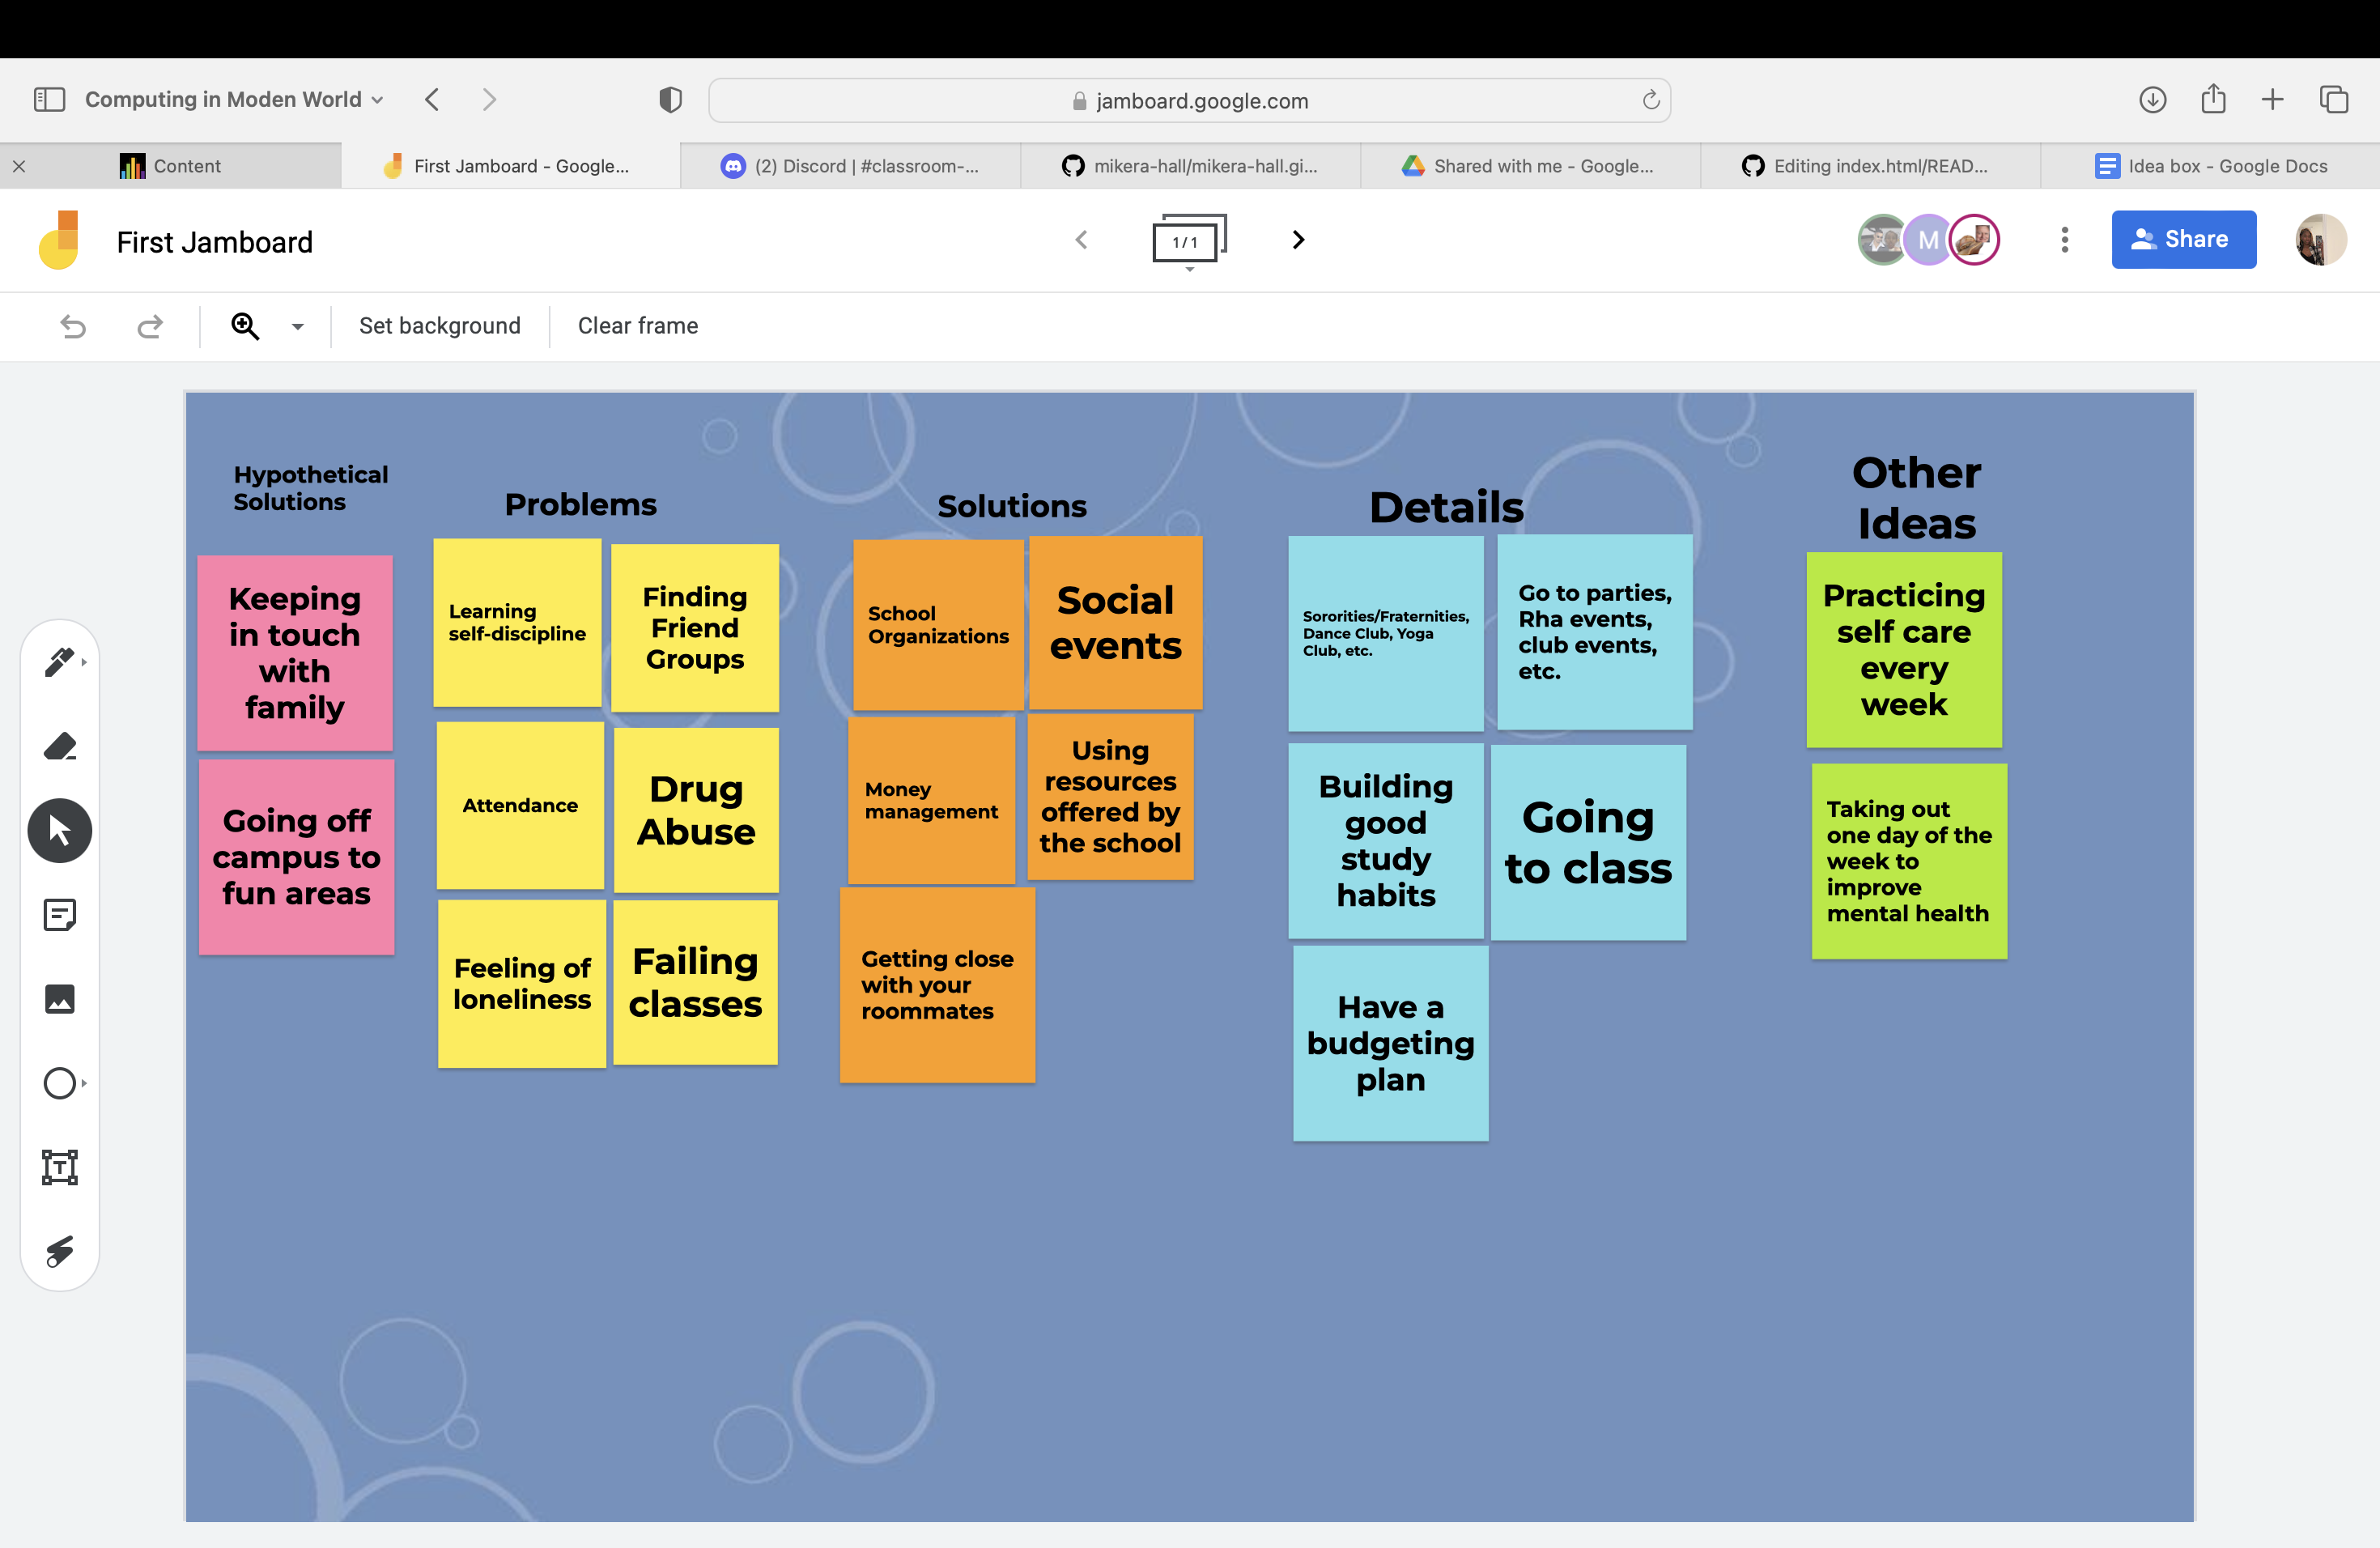 Computing in Moden World
jamboard.google.com
Content
First Jamboard - Google...
(2) Discord | #classroom-...
mikera-hall/mikera-hall.gi...
Shared with me - Google...
Editing index.html/READ...
Idea box - Google Docs
First Jamboard
1/1
M
Share
Set background
Clear frame
Hypothetical
Solutions
Keeping
in touch
with
family
Going off
campus to
fun areas
Problems
Learning
self-discipline
Finding
Friend
Groups
Attendance
Drug
Abuse
Feeling of
loneliness
Failing
classes
Solutions
School
Organizations
Social
events
Money
management
Using
resources
offered by
the school
Getting close
with your
roommates
Details
Sororities/Fraternities,
Dance Club, Yoga
Club, etc.
Go to parties,
Rha events,
club events,
etc.
Building
good
study
habits
Going
to class
Have a
budgeting
plan
Other
Ideas
Practicing
self care
every
week
Taking out
one day of the
week to
improve
mental health